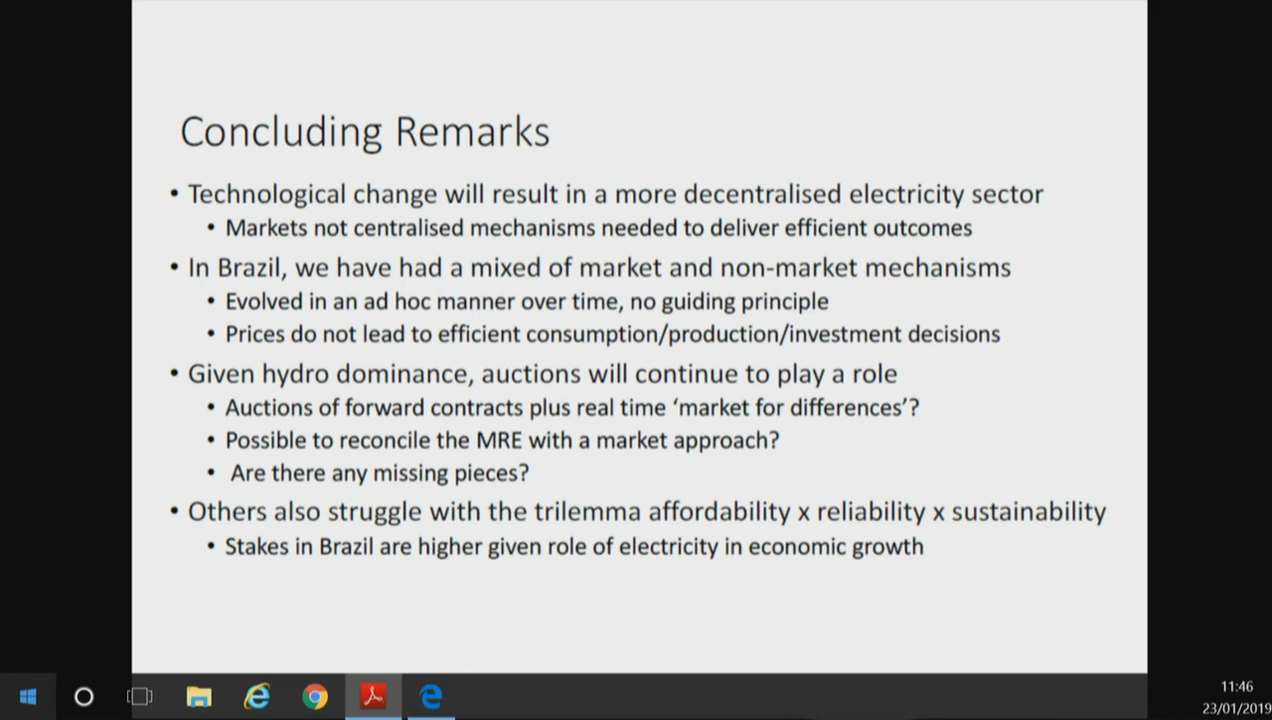 Concluding Remarks
• Technological change will result in a more decentralised electricity sector
• Markets not centralised mechanisms needed to deliver efficient outcomes
• In Brazil, we have had a mixed of market and non-market mechanisms
• Evolved in an ad hoc manner over time, no guiding principle
• Prices do not lead to efficient consumption/production/investment decisions
• Given hydro dominance, auctions will continue to play a role
• Auctions of forward contracts plus real time ‘market for differences’?
• Possible to reconcile the MRE with a market approach?
• Are there any missing pieces?
• Others also struggle with the trilemma affordability x reliability x sustainability
• Stakes in Brazil are higher given role of electricity in economic growth
11:46
23/01/2019